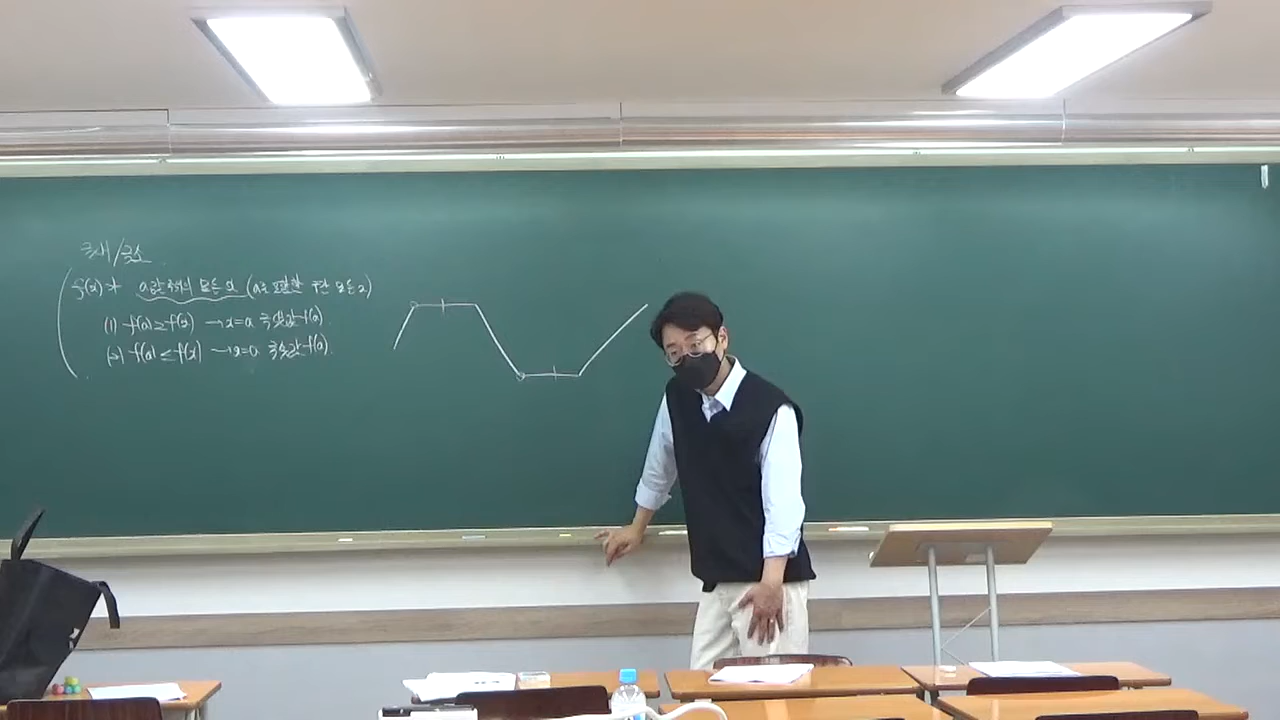 극대/극소
f(x)가 a근처의 모든 x (a를 포함한 구간 모든 x)
(1) f(a)≥f(x) → x=a 극댓값 f(a).
(2) f(a)≤f(x) → x=a 극솟값 f(a).